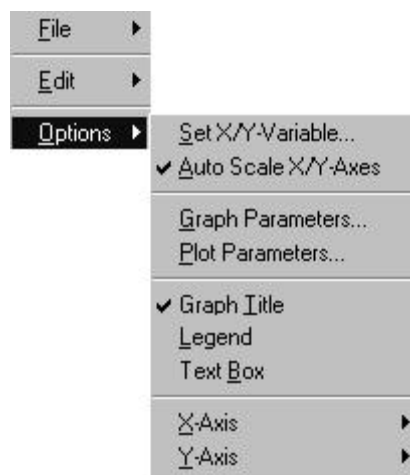 File
Edit
Options
Set X/Y-Variable...
Auto Scale X/Y-Axes
Graph Parameters...
Plot Parameters...
Graph Title
Legend
Text Box
X-Axis
Y-Axis